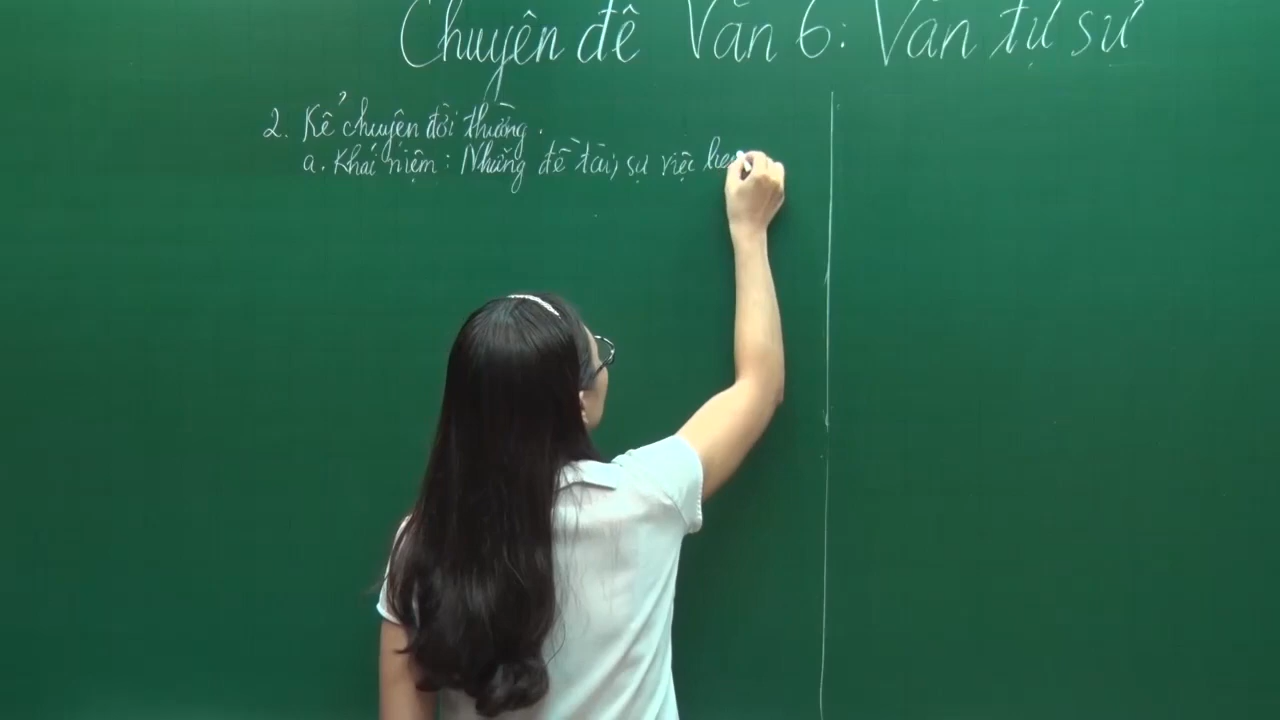 Chuyên đề Văn 6: Văn tự sự
2. Kể chuyện đời thường.
a. Khái niệm: Những đề tài, sự việc